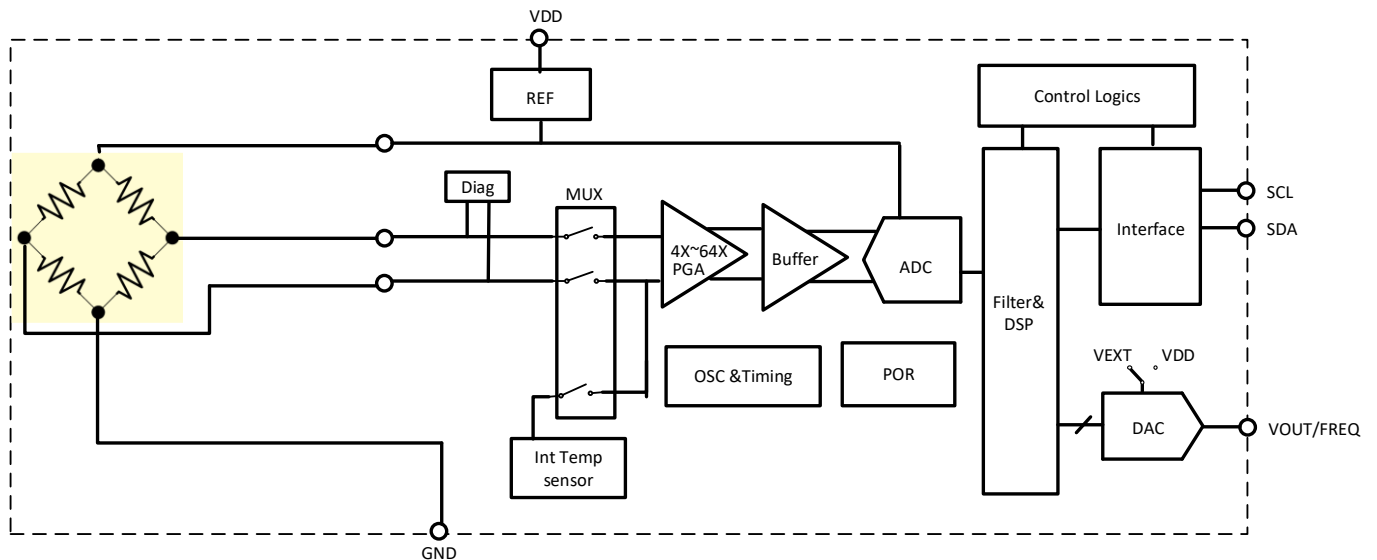 VDD
REF
Control Logics
Diag
MUX
SCL
4X~64X
PGA
Buffer
ADC
Interface
SDA
Filter&
DSP
OSC &Timing
POR
VEXT
VDD
DAC
VOUT/FREQ
Int Temp
sensor
GND